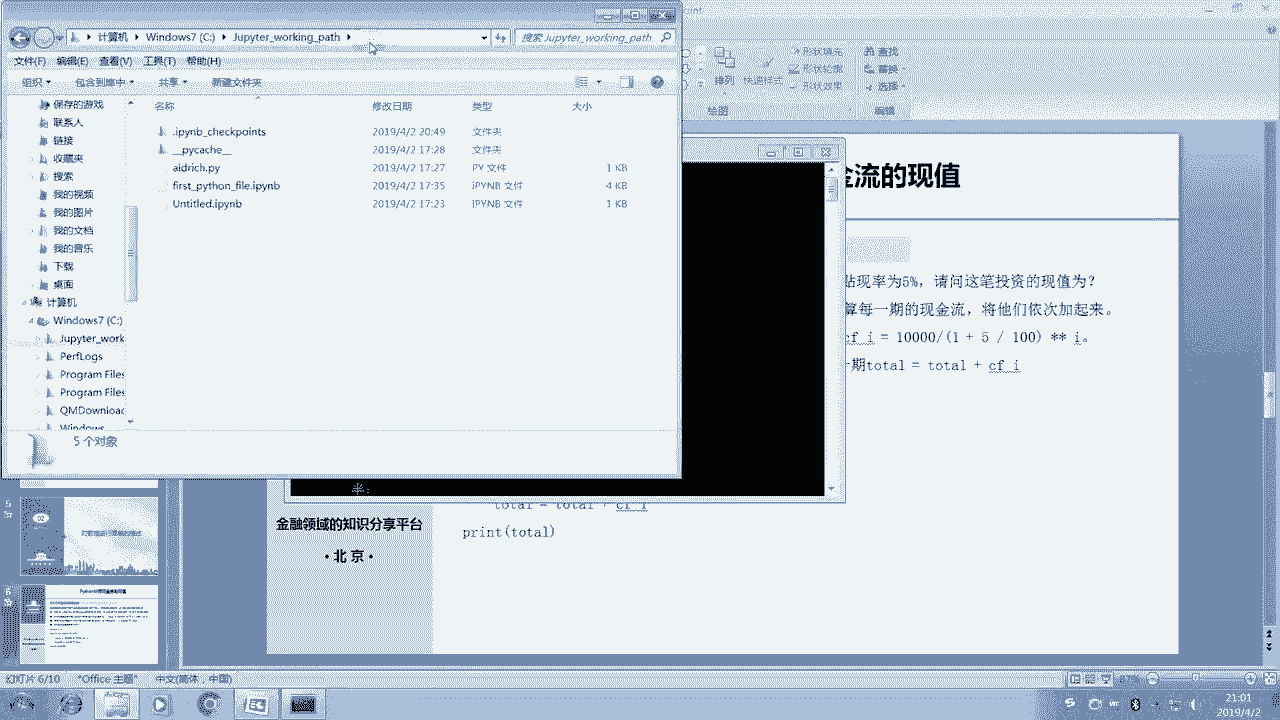 计算机 Windows7 (C:) Jupyter_working_path
搜索 Jupyter_working_path
文件(F) 编辑(E) 查看(V) 工具(T) 帮助(H)
组织 包含到库中 共享 新建文件夹
名称 修改日期 类型 大小
.ipynb_checkpoints 2019/4/2 20:49 文件夹
__pycache__ 2019/4/2 17:28 文件夹
aidrich.py 2019/4/2 17:27 PY 文件 1 KB
first_python_file.ipynb 2019/4/2 17:35 IPYNB 文件 4 KB
Untitled.ipynb 2019/4/2 17:23 IPYNB 文件 1 KB
保存的游戏
联系人
链接
收藏夹
搜索
我的视频
我的图片
我的文档
我的音乐
下载
桌面
计算机
Windows7 (C:)
Jupyter_work
PerfLogs
Program Files
Program Files
QMDownload
Windows
5 个对象
排列 快速样式
形状填充
形状轮廓
形状效果
绘图
查找
替换
选择
编辑
金流的现值
贴现率为5%，请问这笔投资的现值为？
算每一期的现金流，将他们依次加起来。
cf_i = 10000/(1 + 5 / 100) ** i。
期total = total + cf_i
total = total + cf_i
print(total)
金融领域的知识分享平台
• 北 京 •
02
幻灯片 6/10 "Office 主题" 中文(简体，中国)
21:01
2019/4/2